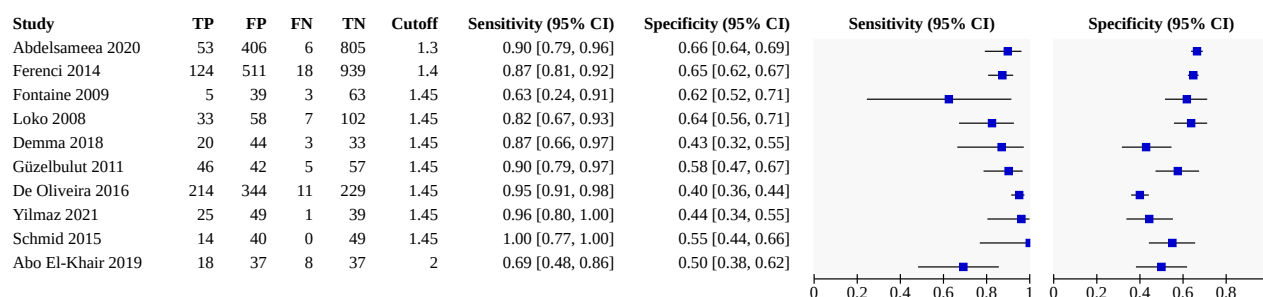 Study TP FP FN TN Cutoff Sensitivity (95% CI) Specificity (95% CI) Sensitivity (95% CI) Specificity (95% CI)
Abdelsameea 2020 53 406 6 805 1.3 0.90 [0.79, 0.96] 0.66 [0.64, 0.69]
Ferenci 2014 124 511 18 939 1.4 0.87 [0.81, 0.92] 0.65 [0.62, 0.67]
Fontaine 2009 5 39 3 63 1.45 0.63 [0.24, 0.91] 0.62 [0.52, 0.71]
Loko 2008 33 58 7 102 1.45 0.82 [0.67, 0.93] 0.64 [0.56, 0.71]
Demma 2018 20 44 3 33 1.45 0.87 [0.66, 0.97] 0.43 [0.32, 0.55]
Güzelbulut 2011 46 42 5 57 1.45 0.90 [0.79, 0.97] 0.58 [0.47, 0.67]
De Oliveira 2016 214 344 11 229 1.45 0.95 [0.91, 0.98] 0.40 [0.36, 0.44]
Yilmaz 2021 25 49 1 39 1.45 0.96 [0.80, 1.00] 0.44 [0.34, 0.55]
Schmid 2015 14 40 0 49 1.45 1.00 [0.77, 1.00] 0.55 [0.44, 0.66]
Abo El-Khair 2019 18 37 8 37 2 0.69 [0.48, 0.86] 0.50 [0.38, 0.62]
0 0.2 0.4 0.6 0.8 1 0 0.2 0.4 0.6 0.8